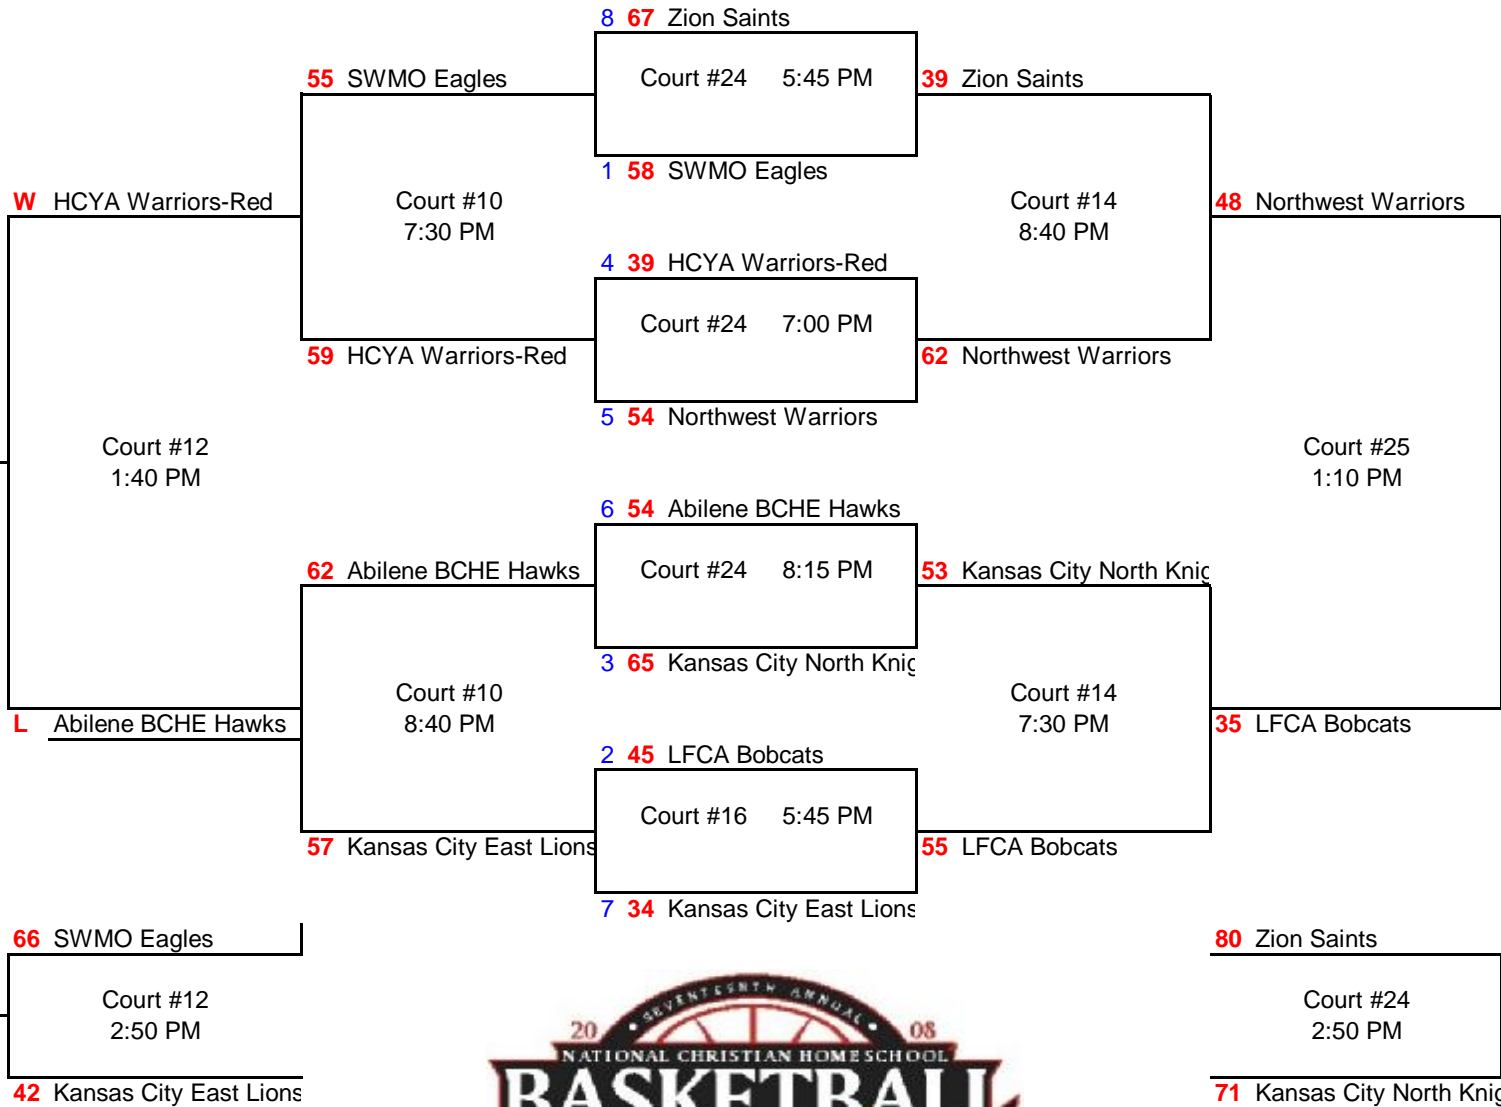 8 67 Zion Saints
55 SWMO Eagles
Court #24 5:45 PM
39 Zion Saints
1 58 SWMO Eagles
W HCYA Warriors-Red
Court #10
7:30 PM
Court #14
8:40 PM
48 Northwest Warriors
4 39 HCYA Warriors-Red
Court #24 7:00 PM
59 HCYA Warriors-Red
62 Northwest Warriors
5 54 Northwest Warriors
Court #12
1:40 PM
Court #25
1:10 PM
6 54 Abilene BCHE Hawks
62 Abilene BCHE Hawks
Court #24 8:15 PM
53 Kansas City North Knig
3 65 Kansas City North Knig
L Abilene BCHE Hawks
Court #10
8:40 PM
Court #14
7:30 PM
35 LFCA Bobcats
2 45 LFCA Bobcats
Court #16 5:45 PM
57 Kansas City East Lions
55 LFCA Bobcats
7 34 Kansas City East Lions
66 SWMO Eagles
80 Zion Saints
Court #12
2:50 PM
Court #24
2:50 PM
42 Kansas City East Lions
71 Kansas City North Knig
SEVENTEENTH ANNUAL
20 08
NATIONAL CHRISTIAN HOMESCHOOL
BASKETBALL